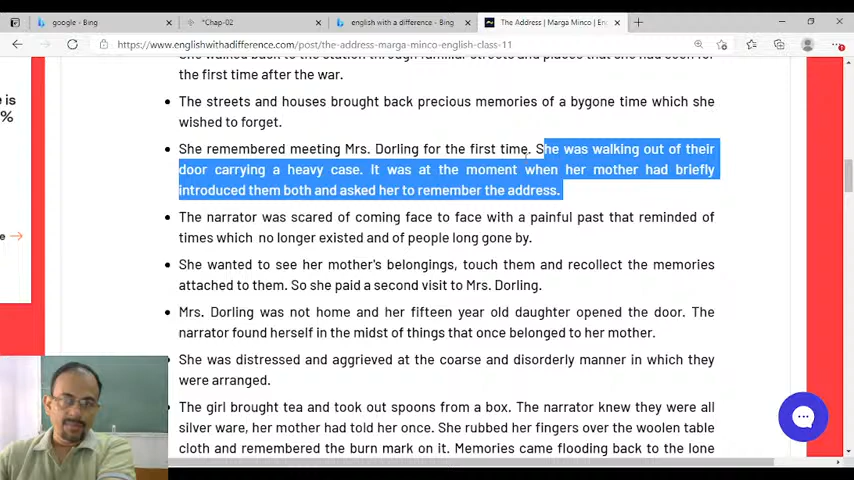 google - Bing
*Chap-02
english with a difference - Bing
The Address | Marga Minco | En
https://www.englishwithadifference.com/post/the-address-marga-minco-english-class-11
the first time after the war.
The streets and houses brought back precious memories of a bygone time which she
wished to forget.
She remembered meeting Mrs. Dorling for the first time. She was walking out of their
door carrying a heavy case. It was at the moment when her mother had briefly
introduced them both and asked her to remember the address.
The narrator was scared of coming face to face with a painful past that reminded of
times which no longer existed and of people long gone by.
She wanted to see her mother's belongings, touch them and recollect the memories
attached to them. So she paid a second visit to Mrs. Dorling.
Mrs. Dorling was not home and her fifteen year old daughter opened the door. The
narrator found herself in the midst of things that once belonged to her mother.
She was distressed and aggrieved at the coarse and disorderly manner in which they
were arranged.
The girl brought tea and took out spoons from a box. The narrator knew they were all
silver ware, her mother had told her once. She rubbed her fingers over the woolen table
cloth and remembered the burn mark on it. Memories came flooding back to the lone
e is
%
e →